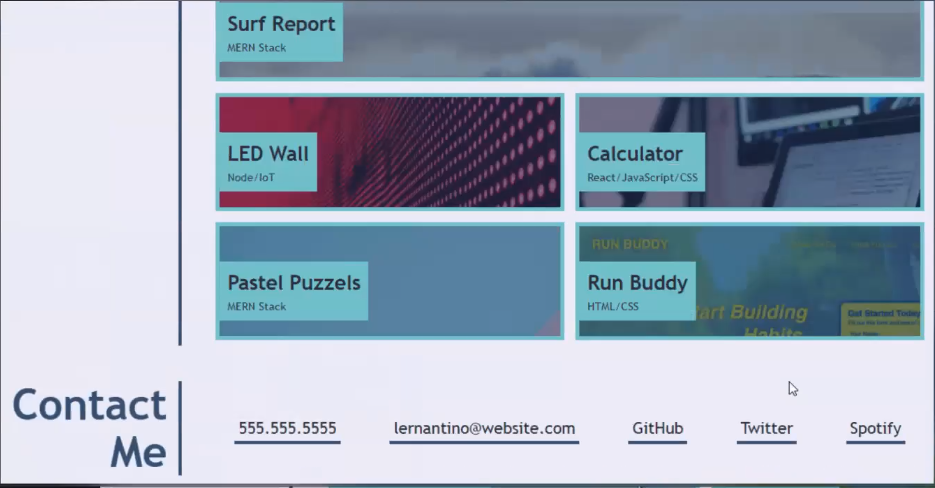 Surf Report
MERN Stack
LED Wall
Node/IoT
Calculator
React/JavaScript/CSS
RUN BUDDY
Pastel Puzzels
MERN Stack
Run Buddy
HTML/CSS
art Building
Habits
Get Started Today
Contact
Me
555.555.5555
lernantino@website.com
GitHub
Twitter
Spotify